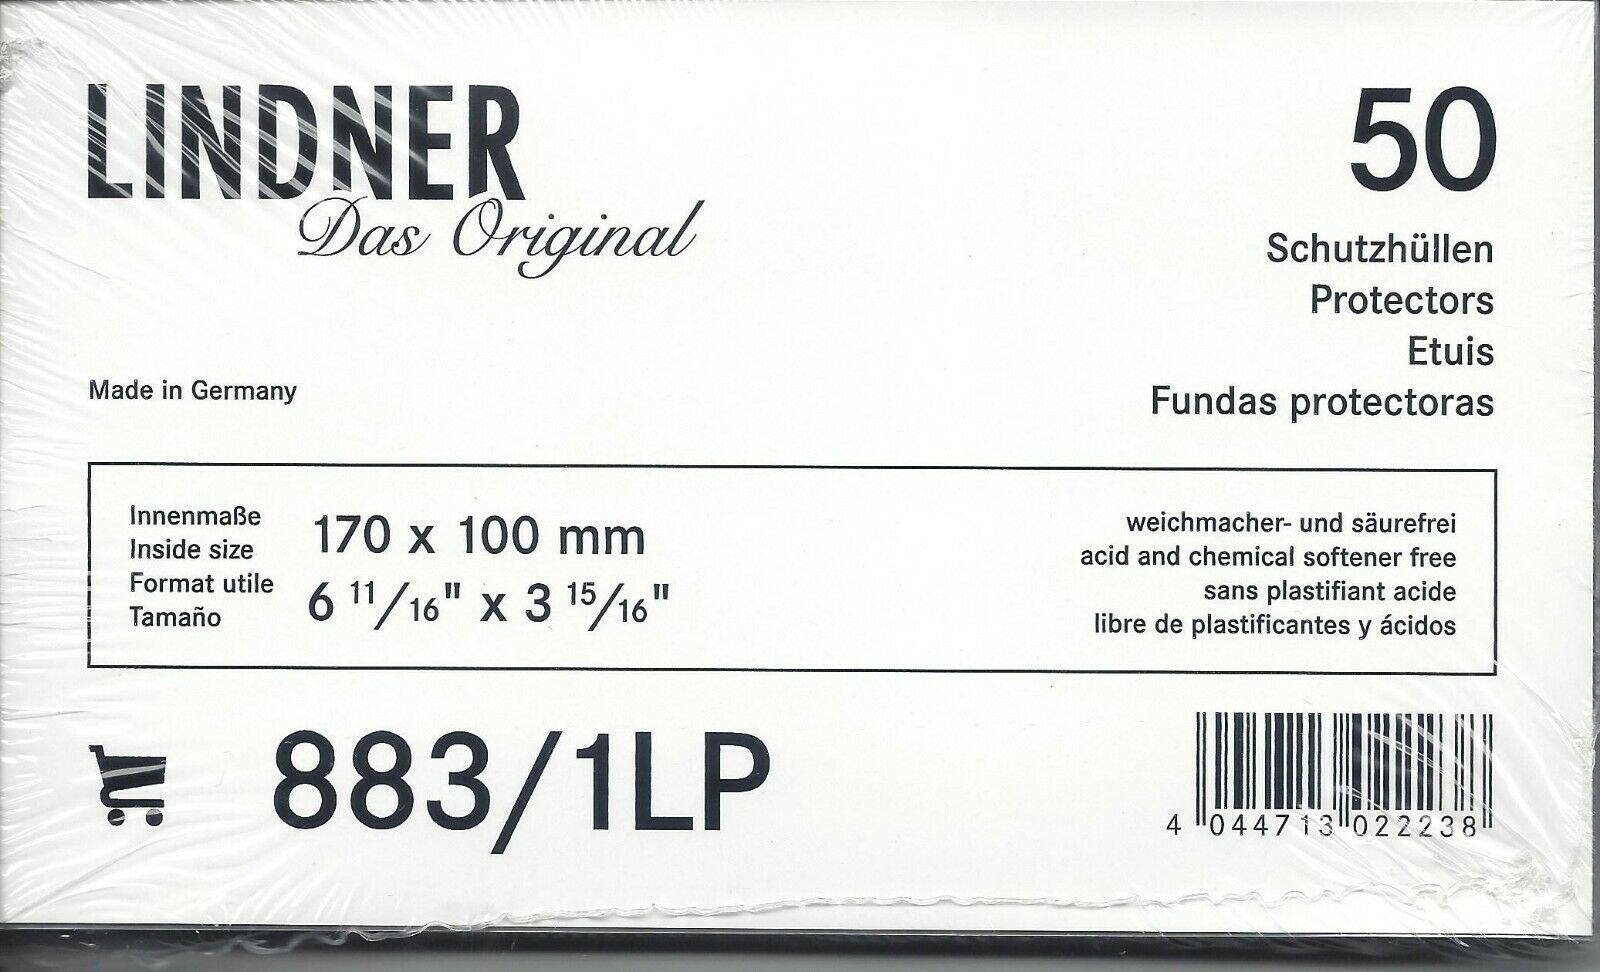 LINDNER
Das Original
50
Schutzhüllen
Protectors
Etuis
Fundas protectoras
Made in Germany
Innenmaße
Inside size
Format utile
Tamaño
170 x 100 mm
6 11/16" x 3 15/16"
weichmacher- und säurefrei
acid and chemical softener free
sans plastifiant acide
libre de plastificantes y ácidos
883/1LP
4 044713 022238